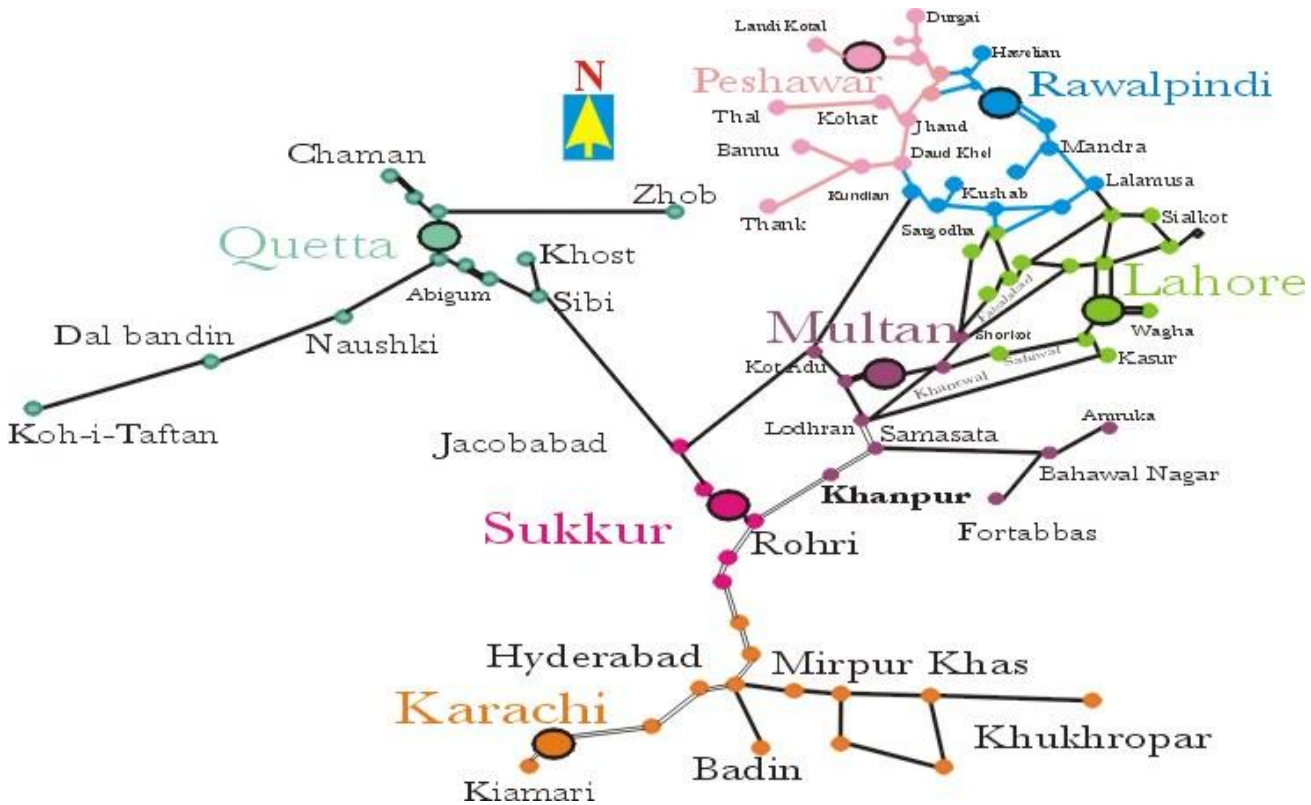 Durgai
Landi Kotal
Havelian
N
Peshawar
Rawalpindi
Thal
Kohat
Jhand
Mandra
Bannu
Daud Khel
Chaman
Zhob
Kundian
Kushab
Lalamusa
Thank
Sargodha
Sialkot
Quetta
Khost
Abigum
Sibi
Faisalabad
Lahore
Dal bandin
Naushki
Multan
Shorkot
Wagha
Kot Adu
Sahiwal
Kasur
Khanewal
Koh-i-Taftan
Jacobabad
Lodhran
Samasata
Amruka
Bahawal Nagar
Khanpur
Sukkur
Rohri
Fortabbas
Hyderabad
Mirpur Khas
Karachi
Khukhropar
Badin
Kiamari